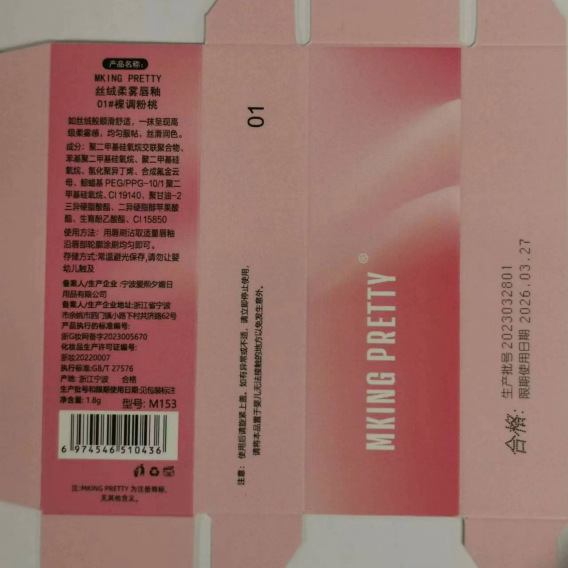 产品名称:
MKING PRETTY
丝绒柔雾唇釉
01#裸调粉桃
如丝绒般顺滑舒适，一抹呈现高
级柔雾感，均匀服帖，丝滑润色。
成分：聚二甲基硅氧烷交联聚合物、
苯基聚二甲基硅氧烷、聚二甲基硅
氧烷、氢化聚异丁烯、合成氟金云
母、鲸蜡基 PEG/PPG-10/1 聚二
甲基硅氧烷、CI 19140、聚甘油-2
三异硬脂酸酯、二异硬脂醇苹果酸
酯、生育酚乙酸酯、CI 15850
使用方法：用唇刷沾取适量唇釉
沿唇部轮廓涂刷均匀即可。
存储方式:常温避光保存,请勿让婴
幼儿触及
备案人/生产企业 :宁波爱熙夕媚日
用品有限公司
备案人/生产企业地址:浙江省宁波
市余姚市泗门镇小路下村共济路62号
产品执行的标准编号:
浙G妆网备字2023005670
化妆品生产许可证编号:
浙妆20220007
执行标准:GB/T 27576
产地: 浙江宁波 合格
生产批号和限期使用日期:见包装标注
净含量: 1.8g 型号: M153
6 974546 510436
注:MKING PRETTY 为注册商标,
无其他含义。
01
注意：使用后请旋紧上盖。如有异常或不适，请立即停止使用，
请将本品置于婴儿无法接触的地方以免发生意外。
MKING PRETTY®
合格:
生产批号 2023032801
限期使用日期 2026.03.27